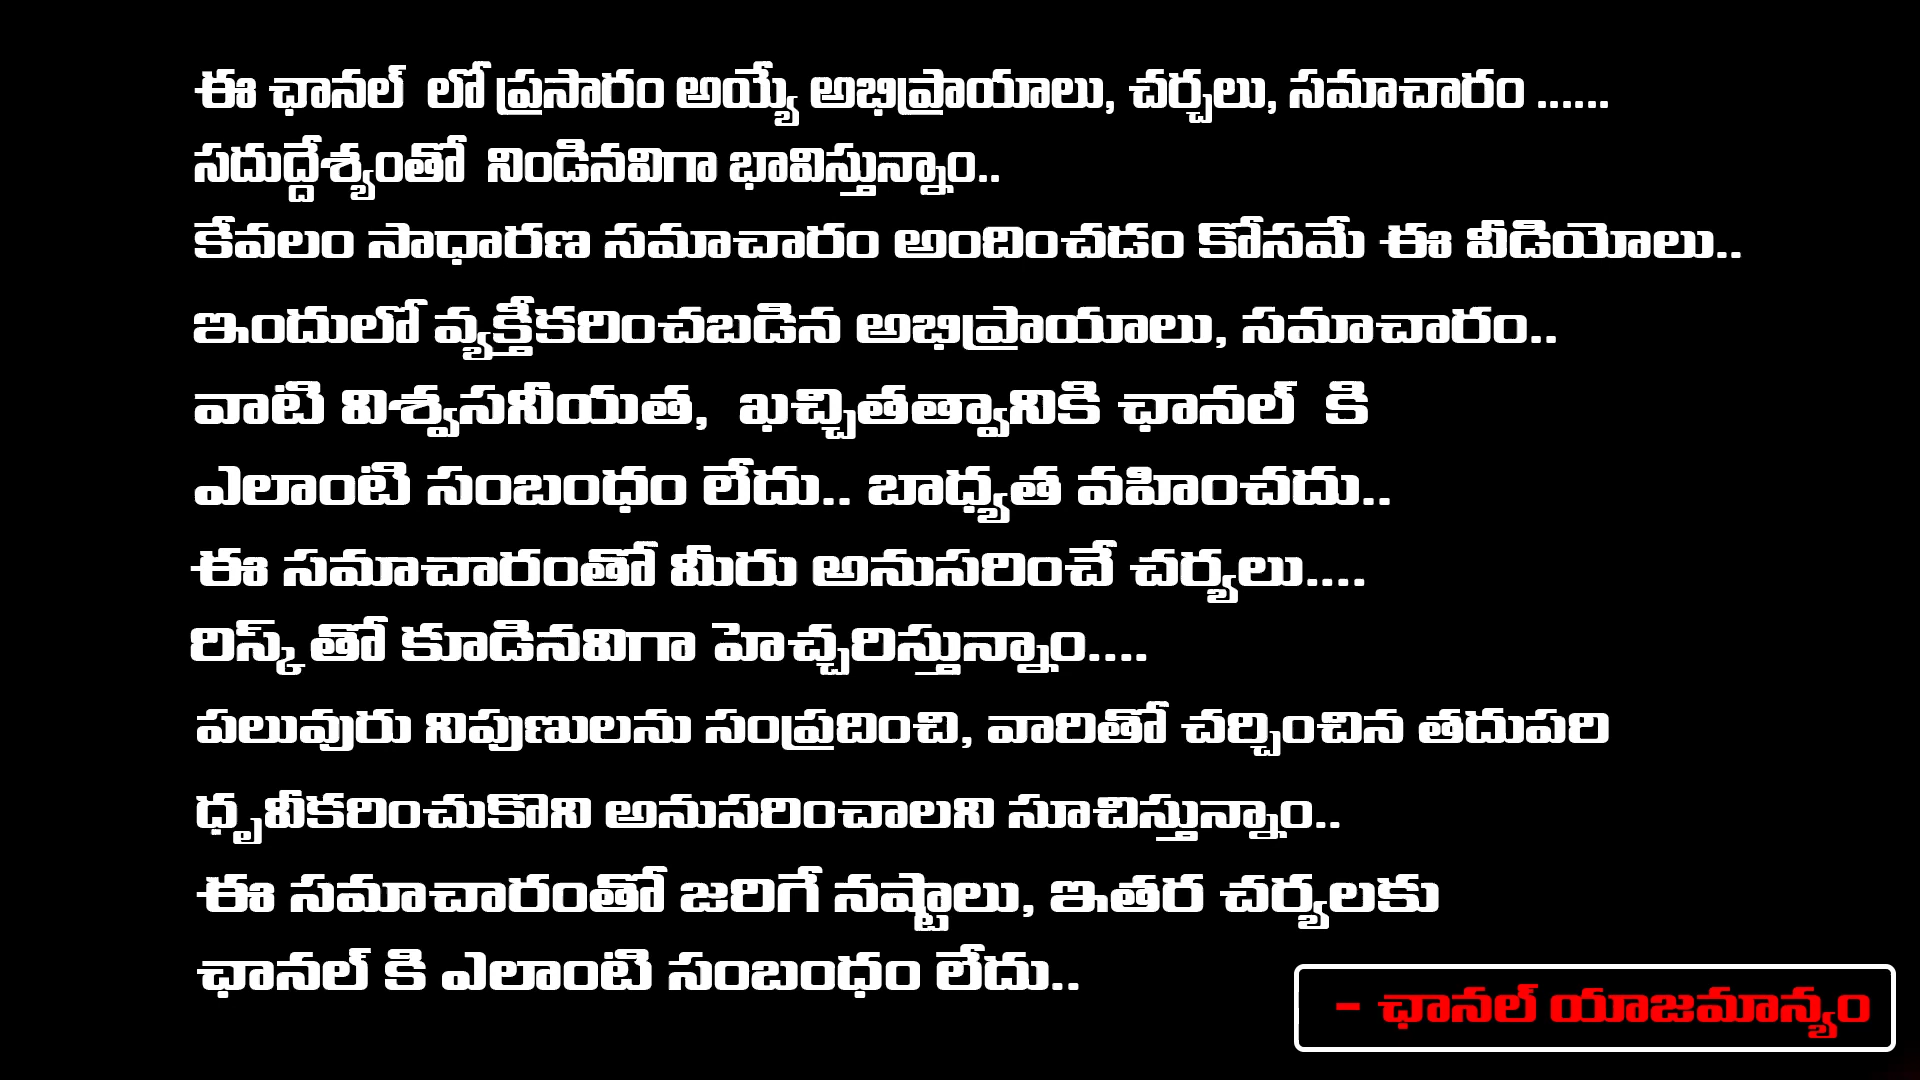 ఈ ఛానల్ లో ప్రసారం అయ్యే అభిప్రాయాలు, చర్చలు, సమాచారం ......
సదుద్దేశ్యంతో నిండినవిగా భావిస్తున్నాం..
కేవలం సాధారణ సమాచారం అందించడం కోసమే ఈ వీడియోలు..
ఇందులో వ్యక్తీకరించబడిన అభిప్రాయాలు, సమాచారం..
వాటి విశ్వసనీయత, ఖచ్చితత్వానికి ఛానల్ కి
ఎలాంటి సంబంధం లేదు.. బాధ్యత వహించదు..
ఈ సమాచారంతో మీరు అనుసరించే చర్యలు....
రిస్క్ తో కూడినవిగా హెచ్చరిస్తున్నాం....
పలువురు నిపుణులను సంప్రదించి, వారితో చర్చించిన తదుపరి
ధృవీకరించుకొని అనుసరించాలని సూచిస్తున్నాం..
ఈ సమాచారంతో జరిగే నష్టాలు, ఇతర చర్యలకు
ఛానల్ కి ఎలాంటి సంబంధం లేదు..
- ఛానల్ యాజమాన్యం